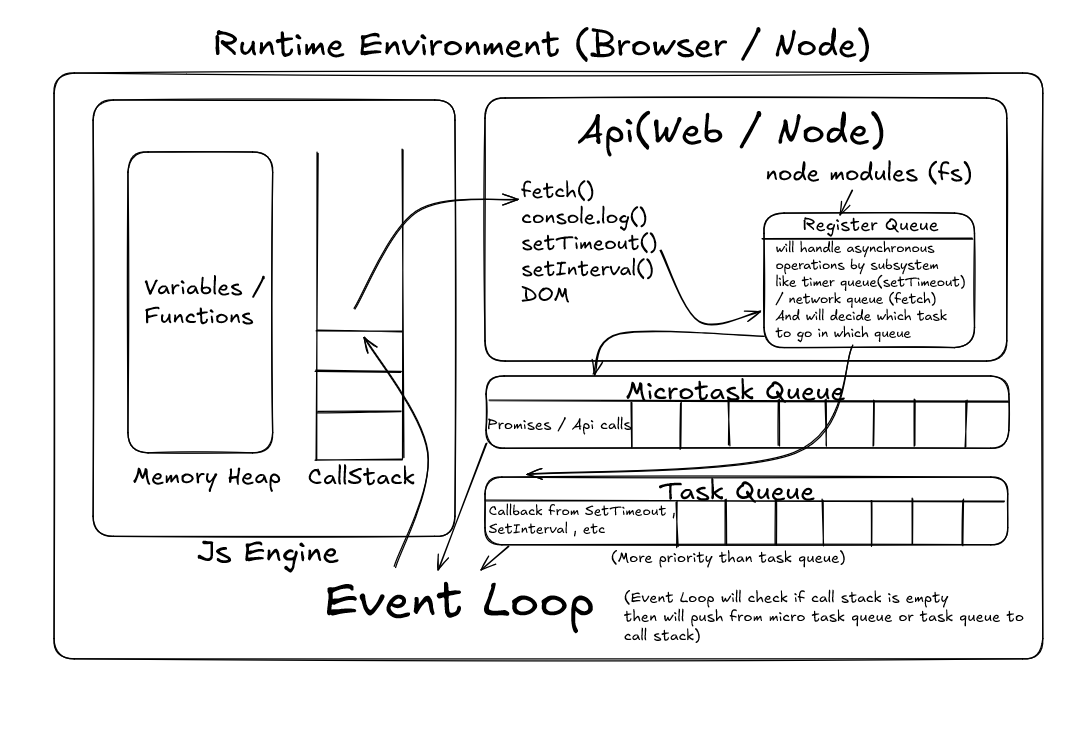 Runtime Environment (Browser / Node)
Variables /
Functions
Memory Heap
CallStack
Js Engine
Api(Web / Node)
fetch()
console.log()
setTimeout()
setInterval()
DOM
node modules (fs)
Register Queue
will handle asynchronous
operations by subsystem
like timer queue(setTimeout)
/ network queue (fetch)
And will decide which task
to go in which queue
Microtask Queue
Promises / Api calls
Task Queue
Callback from SetTimeout ,
SetInterval , etc
(More priority than task queue)
Event Loop
(Event Loop will check if call stack is empty
then will push from micro task queue or task queue to
call stack)